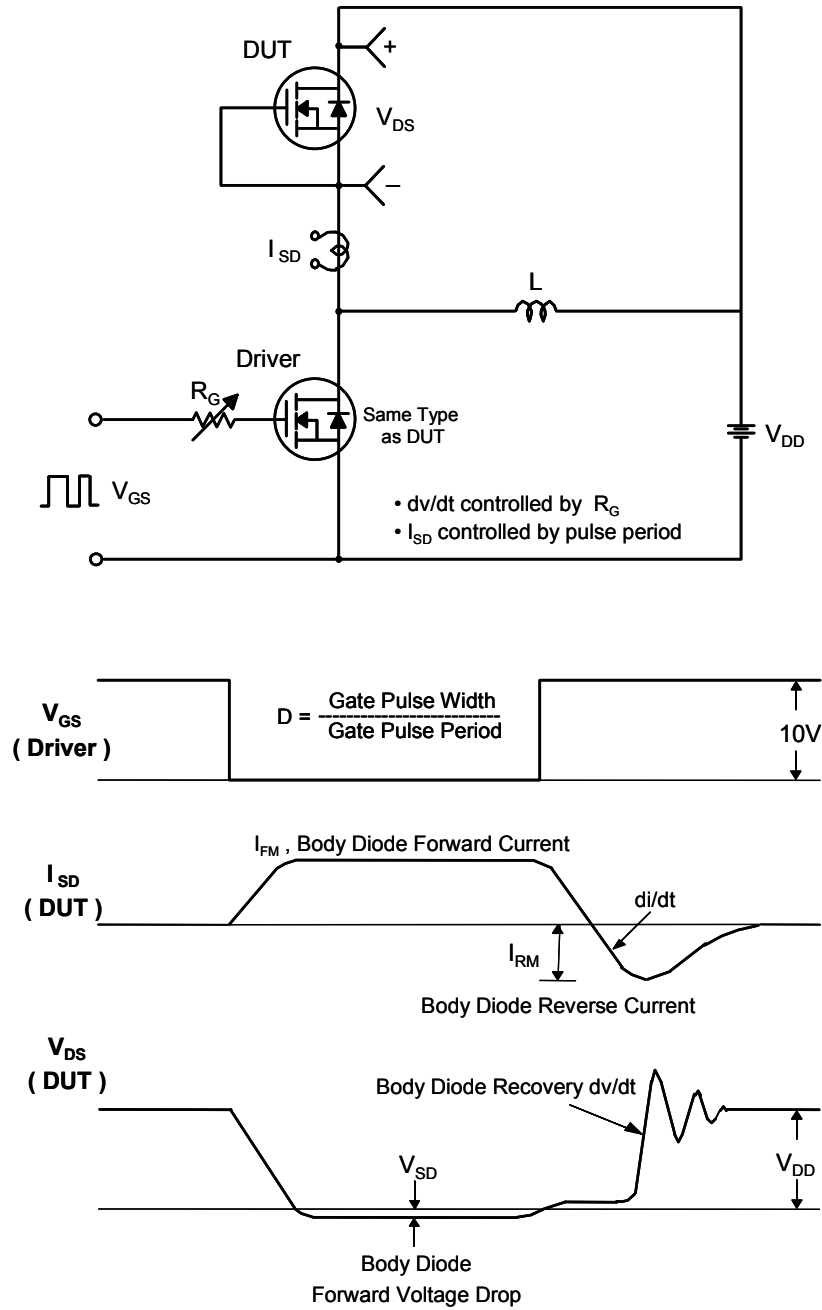 DUT
+
V_DS
−
I_SD
L
Driver
R_G
Same Type
as DUT
V_DD
V_GS
• dv/dt controlled by R_G
• I_SD controlled by pulse period
V_GS
( Driver )
D = Gate Pulse Width
Gate Pulse Period
10V
I_FM , Body Diode Forward Current
I_SD
( DUT )
di/dt
I_RM
Body Diode Reverse Current
V_DS
( DUT )
Body Diode Recovery dv/dt
V_SD
V_DD
Body Diode
Forward Voltage Drop